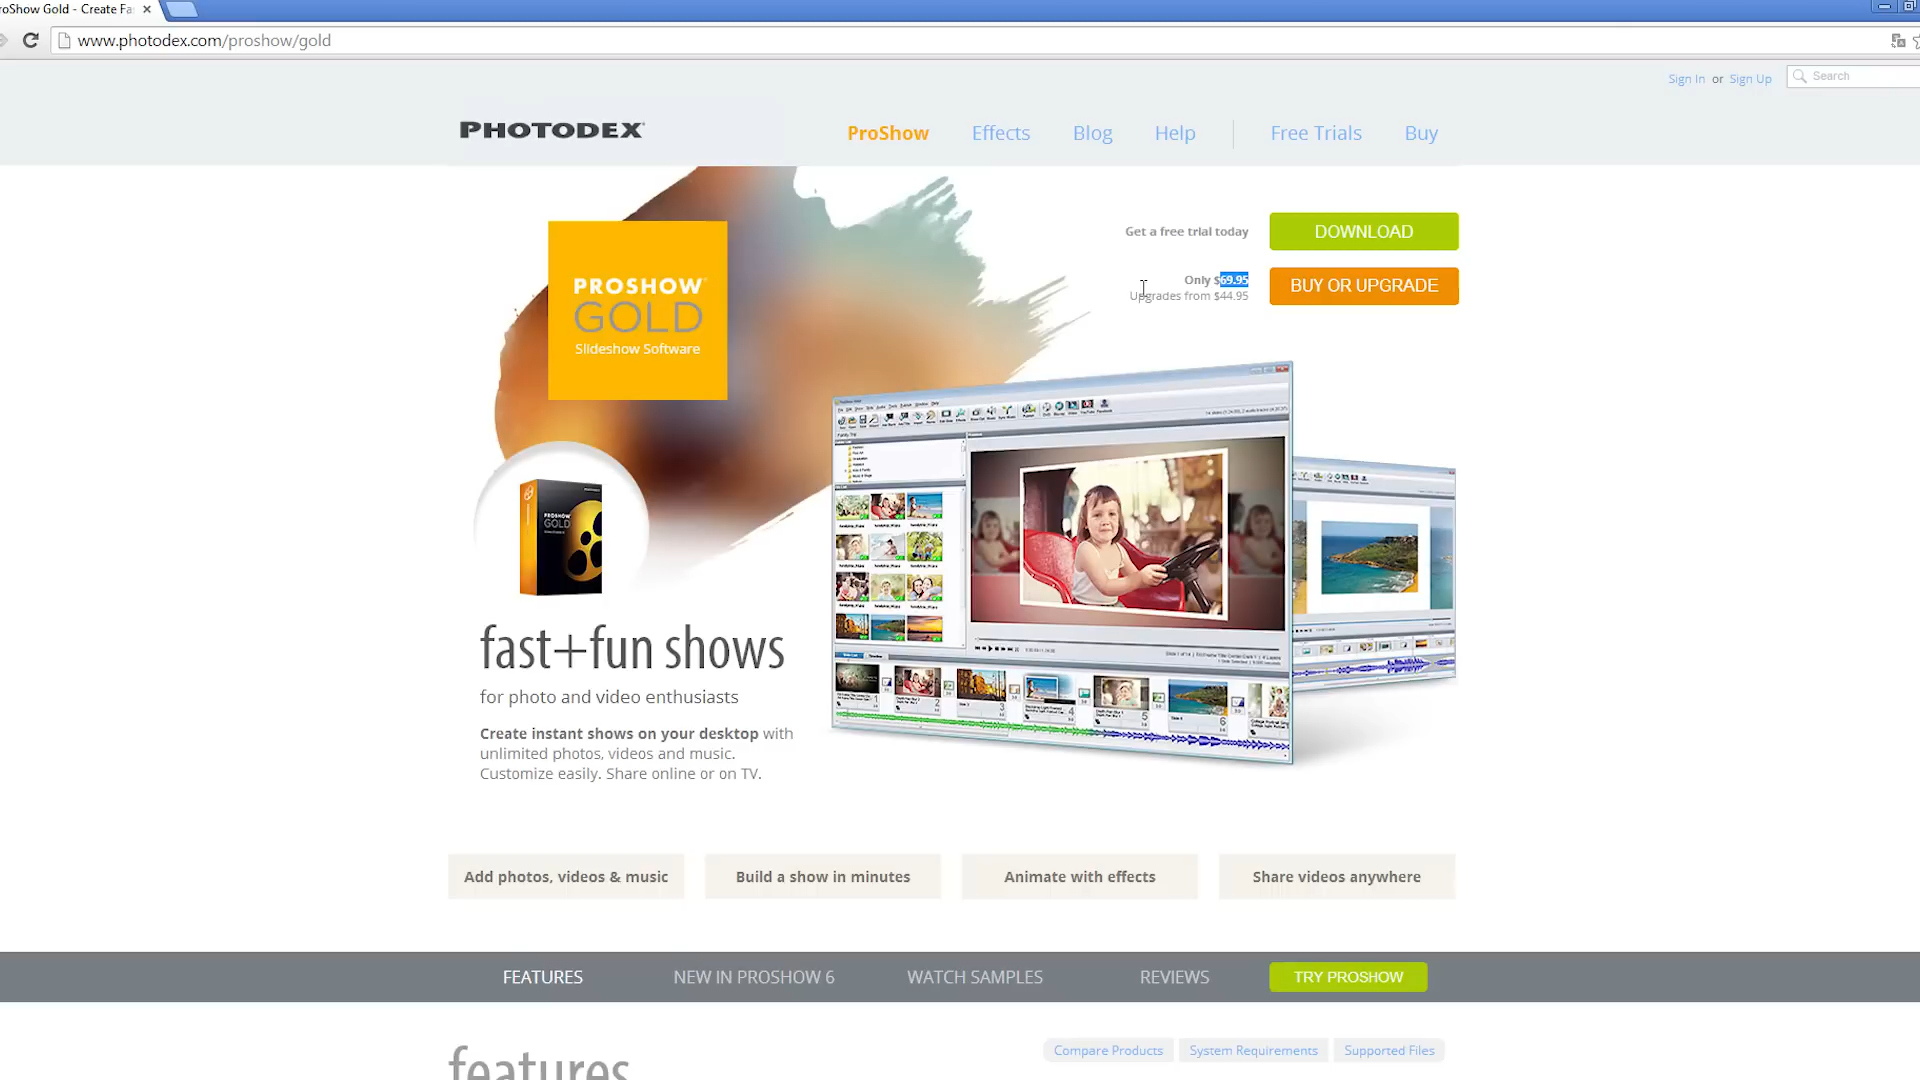 roShow Gold - Create Fa
www.photodex.com/proshow/gold
Sign In or Sign Up
Search
PHOTODEX
ProShow
Effects
Blog
Help
Free Trials
Buy
Get a free trial today
DOWNLOAD
Only $69.95
Upgrades from $44.95
BUY OR UPGRADE
PROSHOW
GOLD
Slideshow Software
PROSHOW
GOLD
fast+fun shows
for photo and video enthusiasts
Create instant shows on your desktop with
unlimited photos, videos and music.
Customize easily. Share online or on TV.
Add photos, videos & music
Build a show in minutes
Animate with effects
Share videos anywhere
FEATURES
NEW IN PROSHOW 6
WATCH SAMPLES
REVIEWS
TRY PROSHOW
features
Compare Products
System Requirements
Supported Files